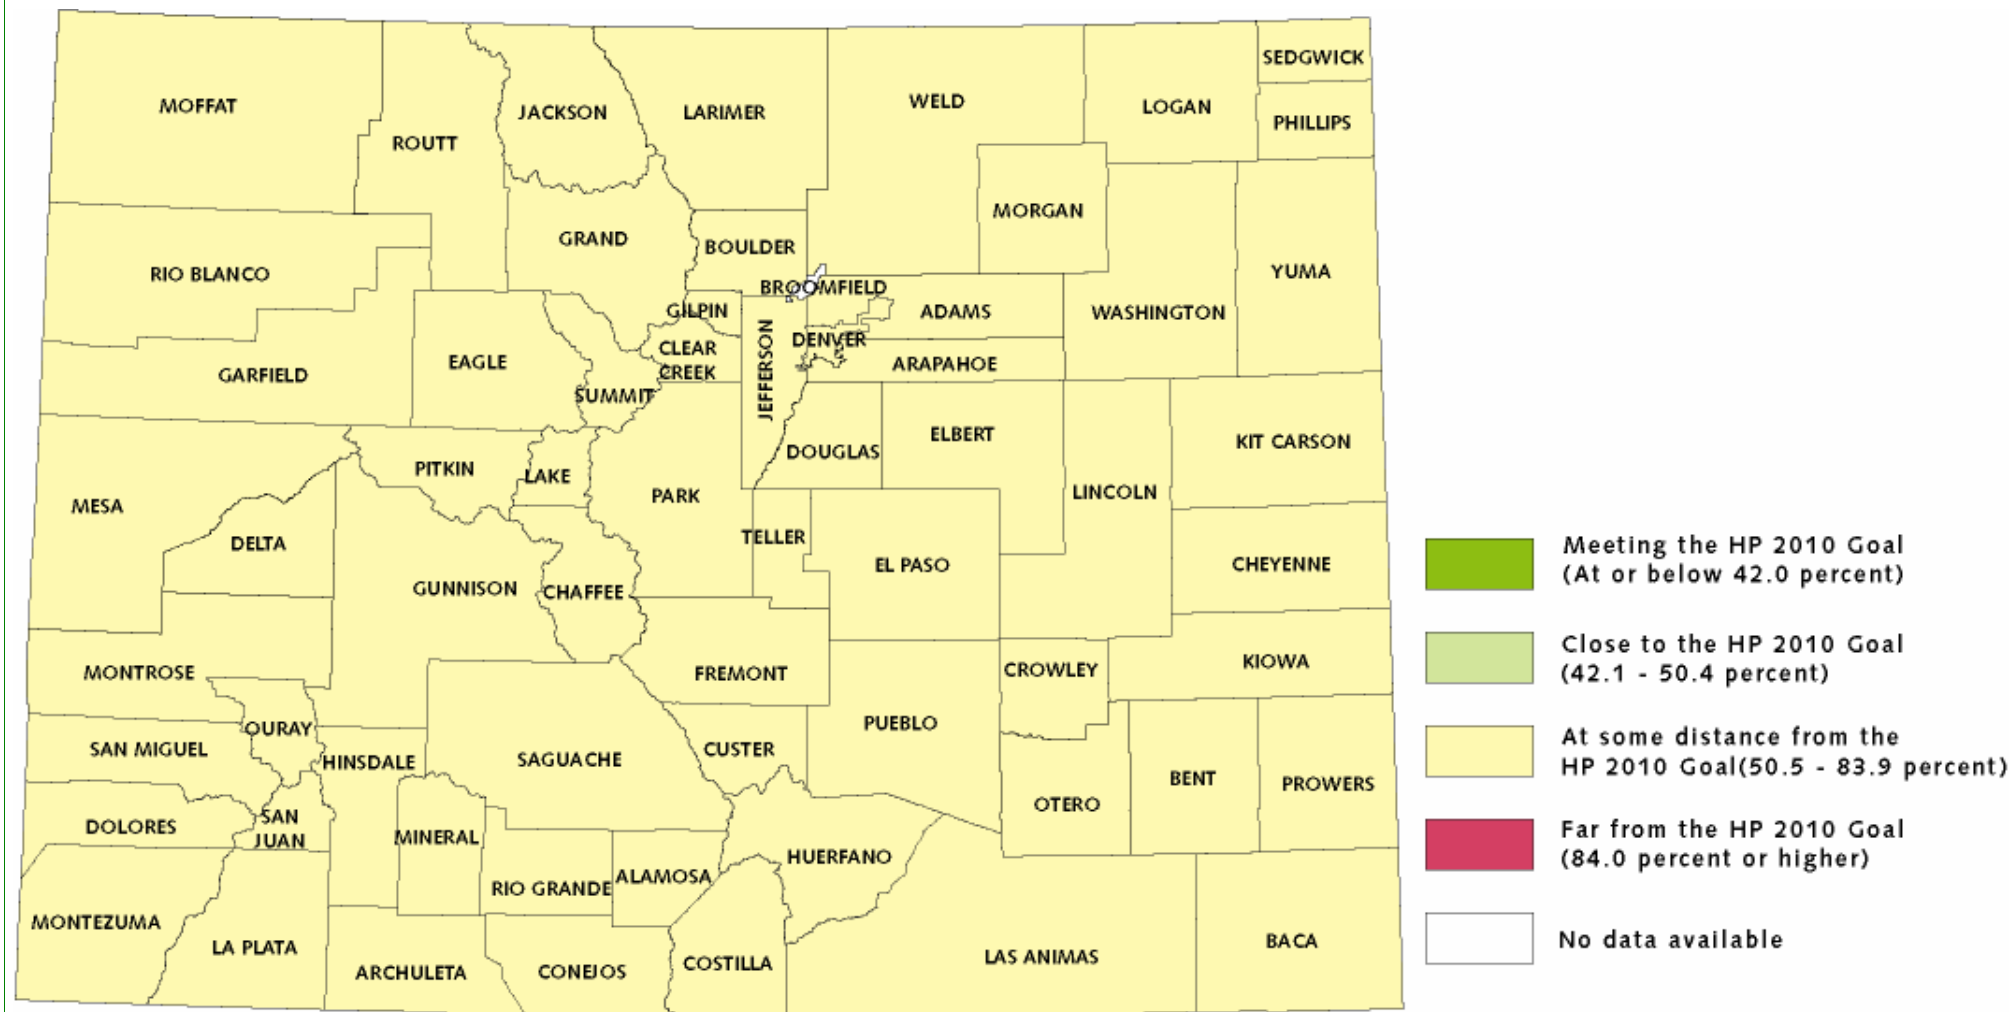 SEDGWICK
MOFFAT
JACKSON
LARIMER
WELD
LOGAN
PHILLIPS
ROUTT
MORGAN
GRAND
BOULDER
RIO BLANCO
YUMA
BROOMFIELD
GILPIN
ADAMS
WASHINGTON
DENVER
CLEAR
CREEK
JEFFERSON
ARAPAHOE
EAGLE
GARFIELD
SUMMIT
DOUGLAS
ELBERT
KIT CARSON
PITKIN
LAKE
PARK
LINCOLN
MESA
DELTA
TELLER
EL PASO
CHEYENNE
GUNNISON
CHAFFEE
MONTROSE
FREMONT
CROWLEY
KIOWA
OURAY
PUEBLO
SAN MIGUEL
HINSDALE
SAGUACHE
CUSTER
BENT
PROWERS
OTERO
DOLORES
SAN
JUAN
MINERAL
HUERFANO
RIO GRANDE
ALAMOSA
MONTEZUMA
LA PLATA
ARCHULETA
CONEJOS
COSTILLA
LAS ANIMAS
BACA
Meeting the HP 2010 Goal
(At or below 42.0 percent)
Close to the HP 2010 Goal
(42.1 - 50.4 percent)
At some distance from the
HP 2010 Goal(50.5 - 83.9 percent)
Far from the HP 2010 Goal
(84.0 percent or higher)
No data available